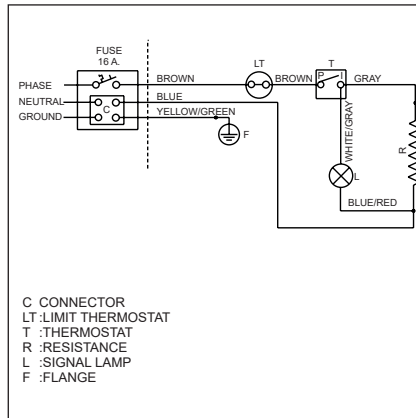 FUSE
16 A.
LT
T
PHASE
BROWN
BROWN
P
I
GRAY
NEUTRAL
BLUE
C
GROUND
YELLOW/GREEN
F
WHITE/GRAY
R
L
BLUE/RED
C CONNECTOR
LT :LIMIT THERMOSTAT
T :THERMOSTAT
R :RESISTANCE
L :SIGNAL LAMP
F :FLANGE